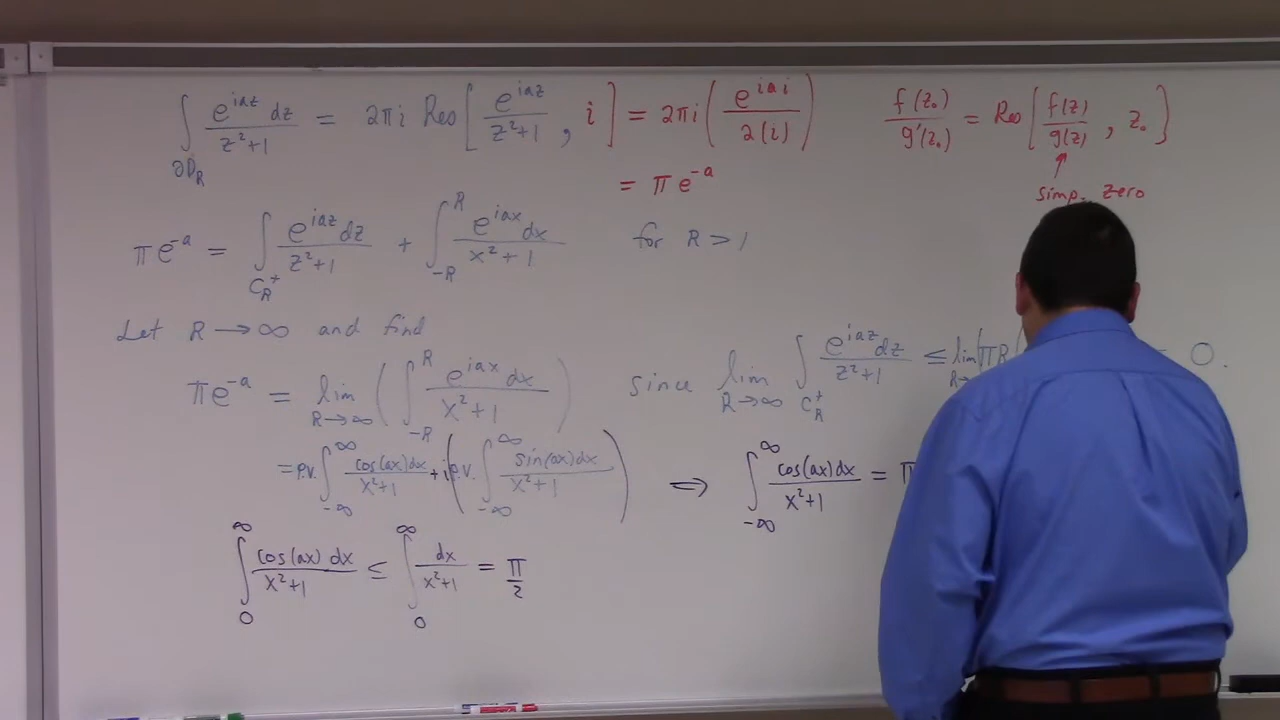 ∫_{∂D_R} e^{iaz} dz / z²+1 = 2πi Res[ e^{iaz} / z²+1 , i ] = 2πi ( e^{iai} / 2(i) )
f(z₀) / g'(z₀) = Res[ f(z) / g(z) , z₀ ]
= π e^{-a}
↑
simp. zero
π e^{-a} = ∫_{C_R^+} e^{iaz} dz / z²+1 + ∫_{-R}^{R} e^{iax} dx / x²+1 for R > 1
Let R → ∞ and find
π e^{-a} = lim_{R→∞} ( ∫_{-R}^{R} e^{iax} dx / x²+1 ) since lim_{R→∞} ∫_{C_R^+} e^{iaz} dz / z²+1 ≤ lim_{R→ (πR = 0.
= P.V. ∫_{-∞}^{∞} cos(ax) dx / x²+1 + i( P.V. ∫_{-∞}^{∞} sin(ax) dx / x²+1 ) ⇒ ∫_{-∞}^{∞} cos(ax) dx / x²+1 = π
∫_0^∞ cos(ax) dx / x²+1 ≤ ∫_0^∞ dx / x²+1 = π/2